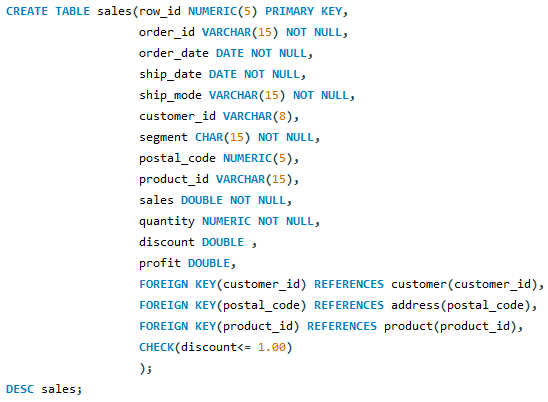 CREATE TABLE sales(row_id NUMERIC(5) PRIMARY KEY,
order_id VARCHAR(15) NOT NULL,
order_date DATE NOT NULL,
ship_date DATE NOT NULL,
ship_mode VARCHAR(15) NOT NULL,
customer_id VARCHAR(8),
segment CHAR(15) NOT NULL,
postal_code NUMERIC(5),
product_id VARCHAR(15),
sales DOUBLE NOT NULL,
quantity NUMERIC NOT NULL,
discount DOUBLE ,
profit DOUBLE,
FOREIGN KEY(customer_id) REFERENCES customer(customer_id),
FOREIGN KEY(postal_code) REFERENCES address(postal_code),
FOREIGN KEY(product_id) REFERENCES product(product_id),
CHECK(discount<= 1.00)
);
DESC sales;